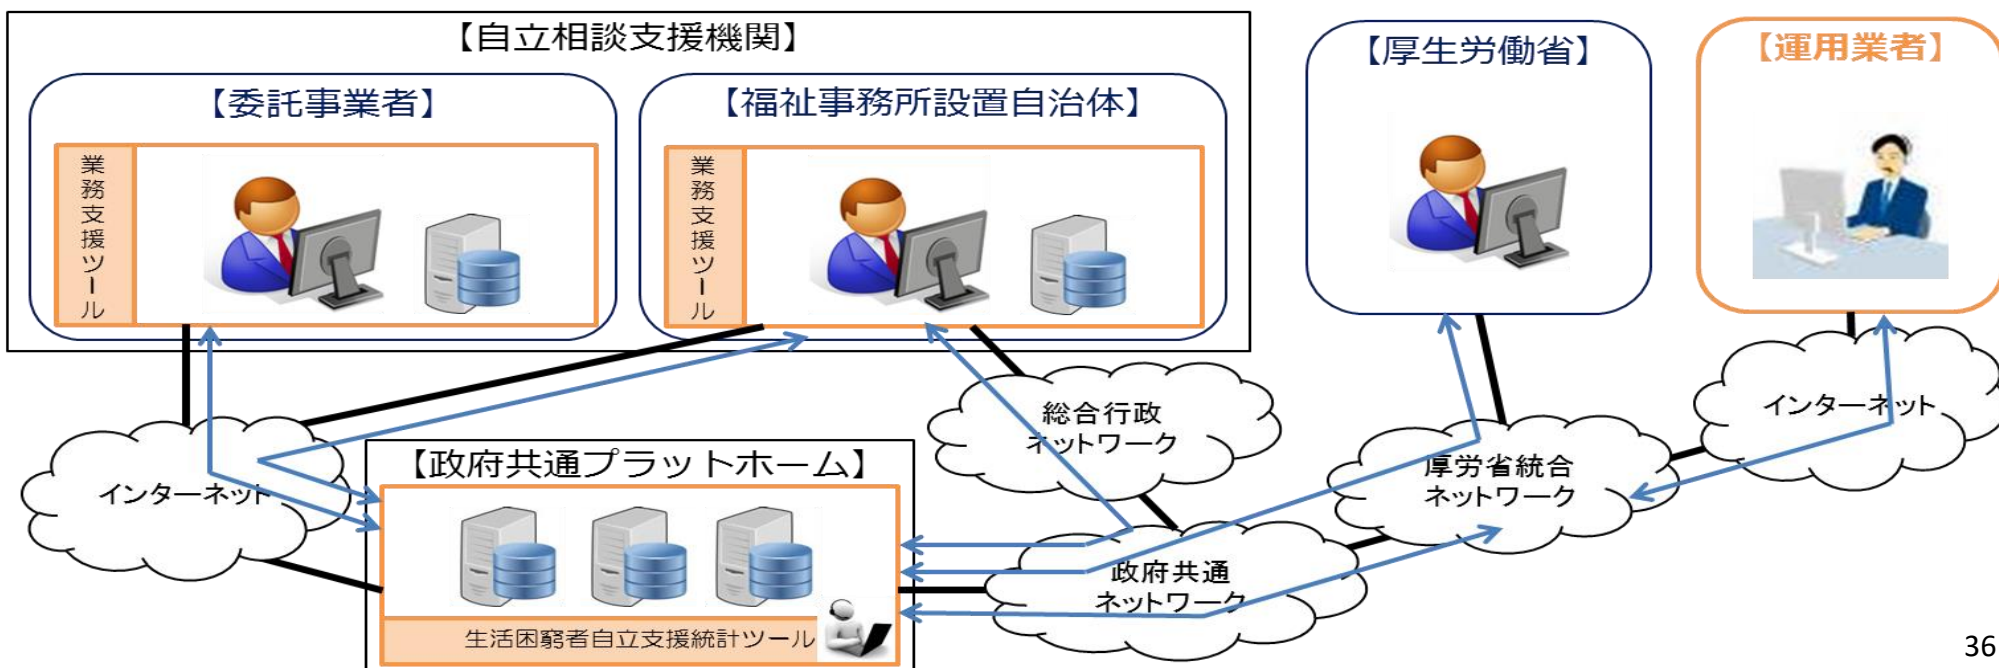 【自立相談支援機関】
【委託事業者】
業務支援ツール
【福祉事務所設置自治体】
業務支援ツール
【厚生労働省】
【運用業者】
インターネット
【政府共通プラットホーム】
生活困窮者自立支援統計ツール
総合行政
ネットワーク
政府共通
ネットワーク
厚労省統合
ネットワーク
インターネット
36